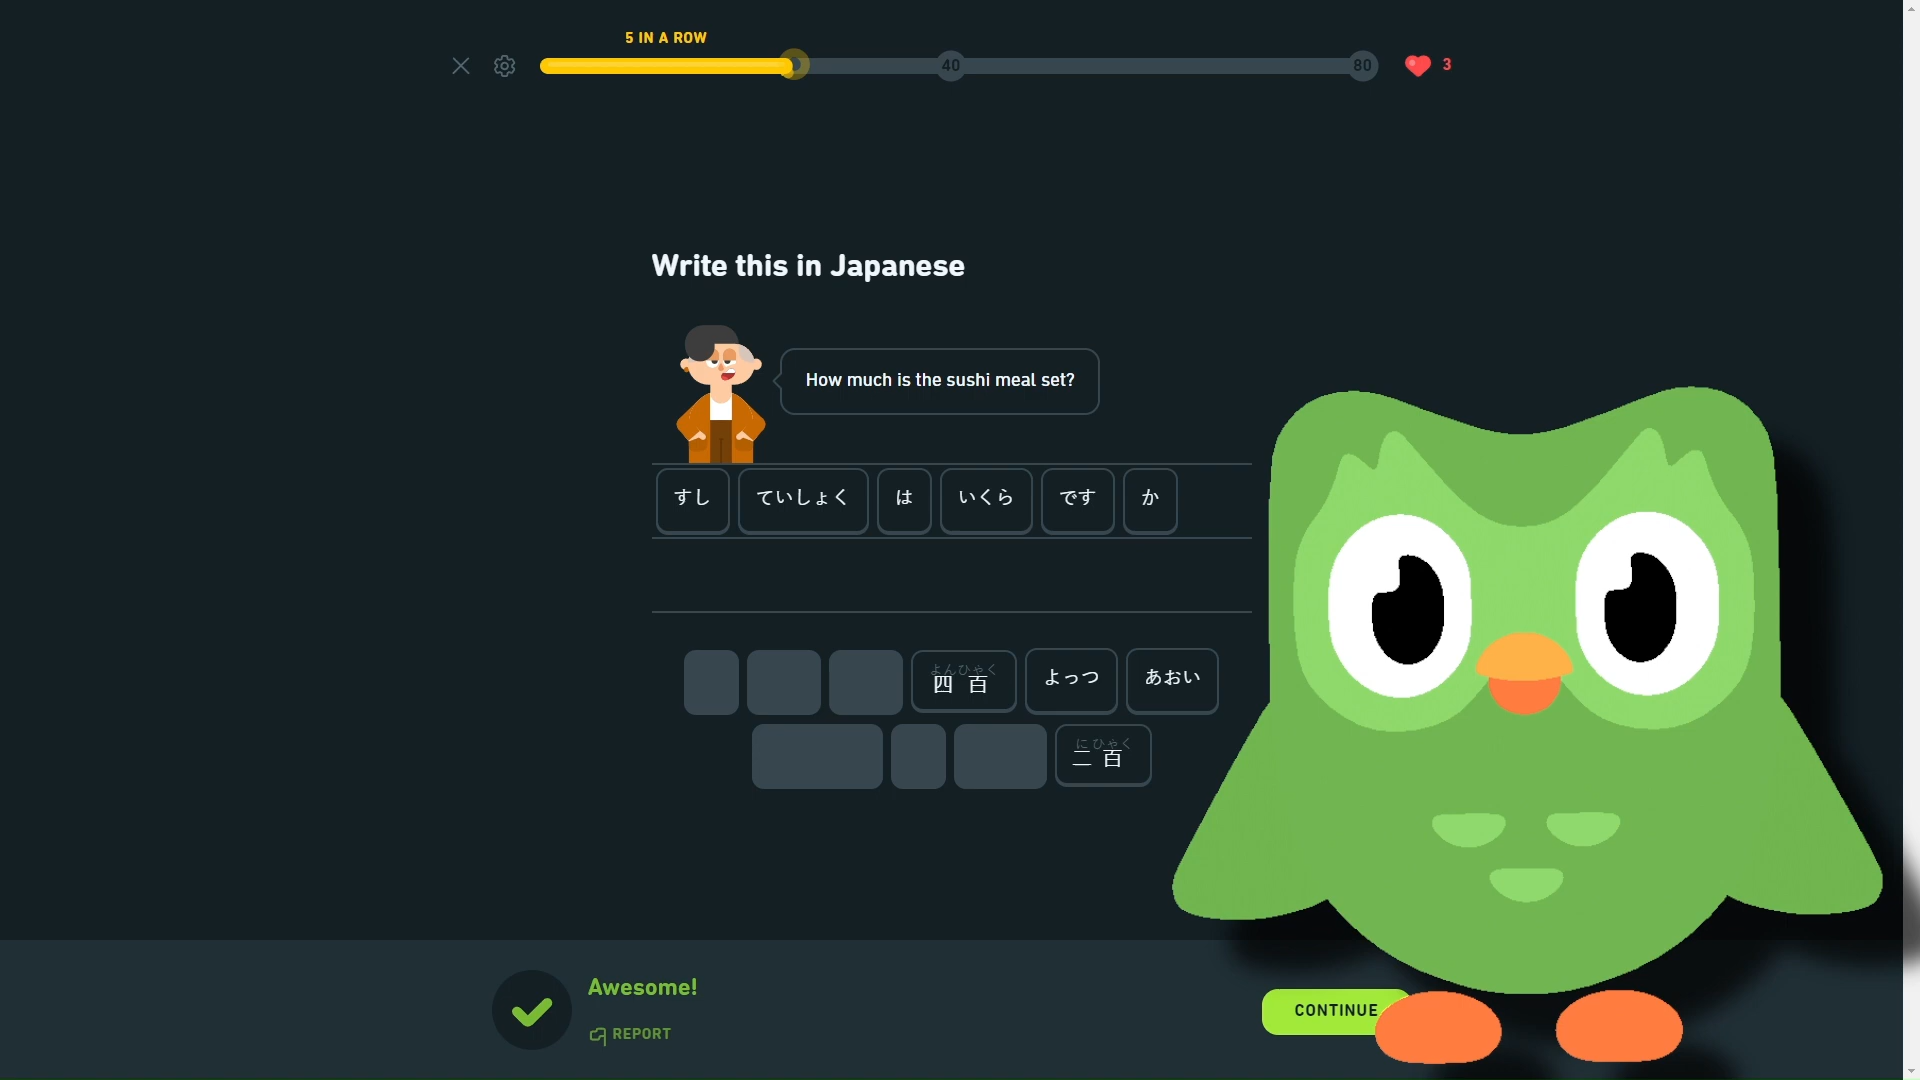 5 IN A ROW
40
80
3
Write this in Japanese
How much is the sushi meal set?
すし ていしょく は いくら です か
よんひゃく
四百 よっつ あおい
にひゃく
二百
Awesome!
REPORT
CONTINUE